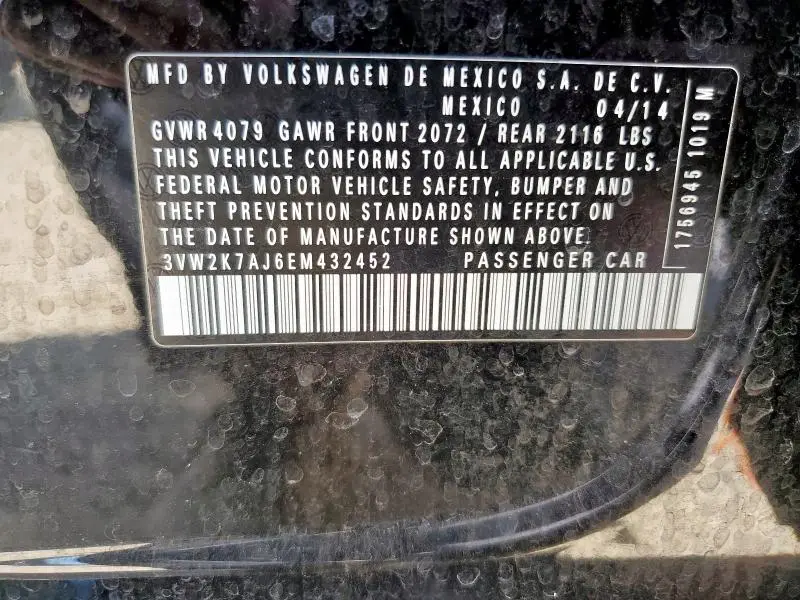 MFD BY VOLKSWAGEN DE MEXICO S.A. DE C.V.
MEXICO 04/14
GVWR 4079 GAWR FRONT 2072 / REAR 2116 LBS
THIS VEHICLE CONFORMS TO ALL APPLICABLE U.S.
FEDERAL MOTOR VEHICLE SAFETY, BUMPER AND
THEFT PREVENTION STANDARDS IN EFFECT ON
THE DATE OF MANUFACTURE SHOWN ABOVE.
3VW2K7AJ6EM432452 PASSENGER CAR
1756945 1019 M